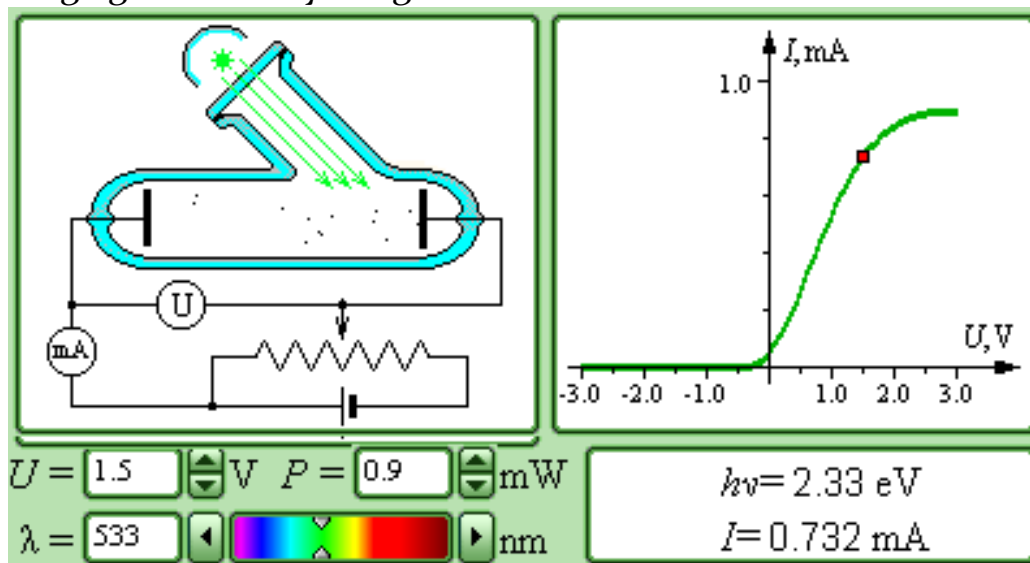 U
mA
I, mA
1.0
U, V
-3.0 -2.0 -1.0 1.0 2.0 3.0
U = 1.5 V P = 0.9 mW
λ = 533 nm
hν= 2.33 eV
I= 0.732 mA